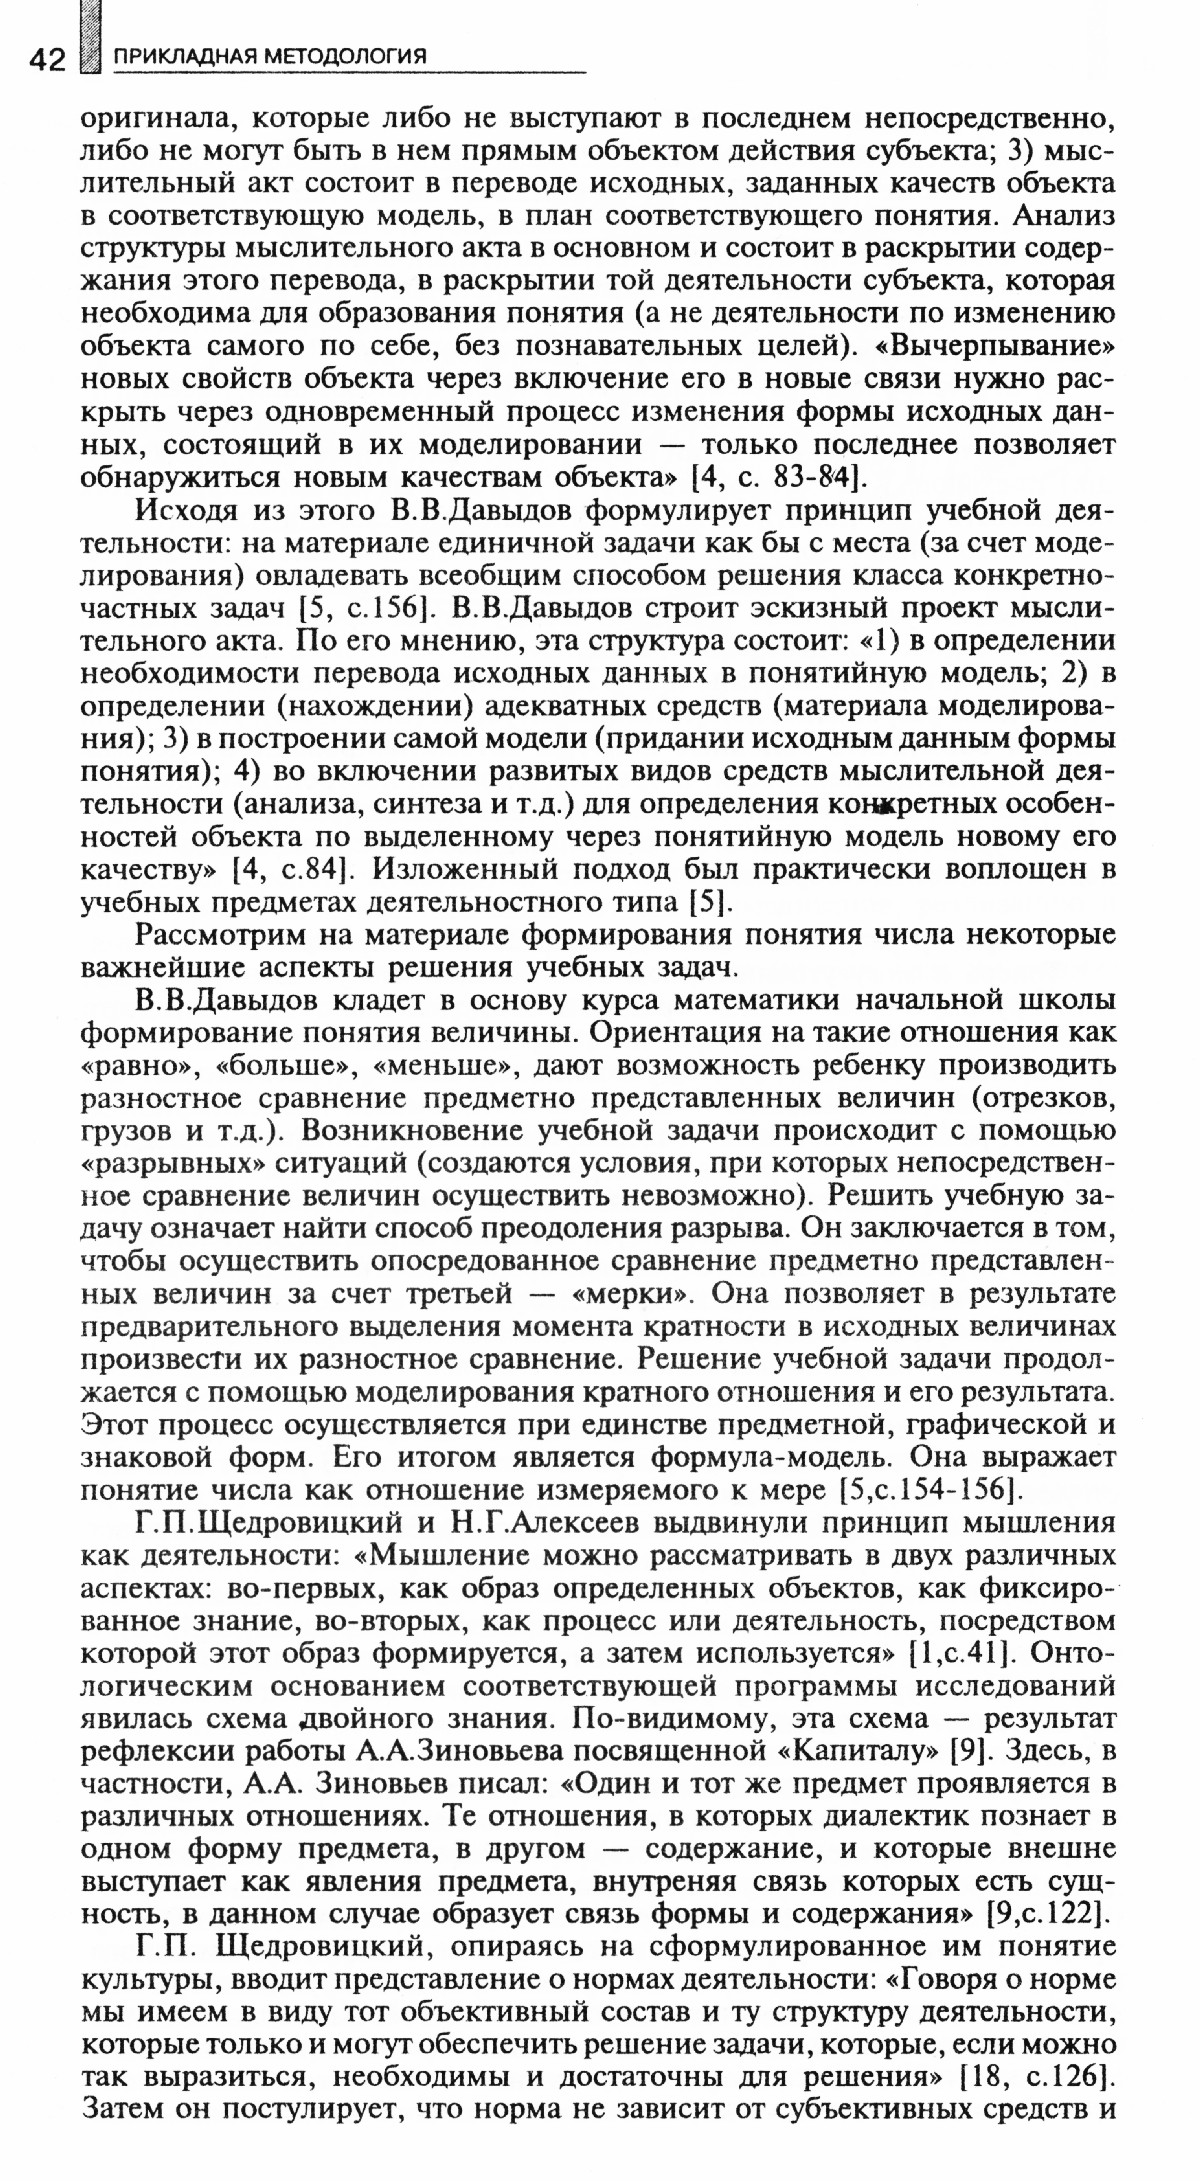 42 ПРИКЛАДНАЯ МЕТОДОЛОГИЯ
оригинала, которые либо не выступают в последнем непосредственно,
либо не могут быть в нем прямым объектом действия субъекта; 3) мыс-
лительный акт состоит в переводе исходных, заданных качеств объекта
в соответствующую модель, в план соответствующего понятия. Анализ
структуры мыслительного акта в основном и состоит в раскрытии содер-
жания этого перевода, в раскрытии той деятельности субъекта, которая
необходима для образования понятия (а не деятельности по изменению
объекта самого по себе, без познавательных целей). «Вычерпывание»
новых свойств объекта через включение его в новые связи нужно рас-
крыть через одновременный процесс изменения формы исходных дан-
ных, состоящий в их моделировании — только последнее позволяет
обнаружиться новым качествам объекта» [4, с. 83-84].
Исходя из этого В.В.Давыдов формулирует принцип учебной дея-
тельности: на материале единичной задачи как бы с места (за счет моде-
лирования) овладевать всеобщим способом решения класса конкретно-
частных задач [5, с.156]. В.В.Давыдов строит эскизный проект мысли-
тельного акта. По его мнению, эта структура состоит: «1) в определении
необходимости перевода исходных данных в понятийную модель; 2) в
определении (нахождении) адекватных средств (материала моделирова-
ния); 3) в построении самой модели (придании исходным данным формы
понятия); 4) во включении развитых видов средств мыслительной дея-
тельности (анализа, синтеза и т.д.) для определения конкретных особен-
ностей объекта по выделенному через понятийную модель новому его
качеству» [4, с.84]. Изложенный подход был практически воплощен в
учебных предметах деятельностного типа [5].
Рассмотрим на материале формирования понятия числа некоторые
важнейшие аспекты решения учебных задач.
В.В.Давыдов кладет в основу курса математики начальной школы
формирование понятия величины. Ориентация на такие отношения как
«равно», «больше», «меньше», дают возможность ребенку производить
разностное сравнение предметно представленных величин (отрезков,
грузов и т.д.). Возникновение учебной задачи происходит с помощью
«разрывных» ситуаций (создаются условия, при которых непосредствен-
ное сравнение величин осуществить невозможно). Решить учебную за-
дачу означает найти способ преодоления разрыва. Он заключается в том,
чтобы осуществить опосредованное сравнение предметно представлен-
ных величин за счет третьей — «мерки». Она позволяет в результате
предварительного выделения момента кратности в исходных величинах
произвести их разностное сравнение. Решение учебной задачи продол-
жается с помощью моделирования кратного отношения и его результата.
Этот процесс осуществляется при единстве предметной, графической и
знаковой форм. Его итогом является формула-модель. Она выражает
понятие числа как отношение измеряемого к мере [5,с.154-156].
Г.П.Щедровицкий и Н.Г.Алексеев выдвинули принцип мышления
как деятельности: «Мышление можно рассматривать в двух различных
аспектах: во-первых, как образ определенных объектов, как фиксиро-
ванное знание, во-вторых, как процесс или деятельность, посредством
которой этот образ формируется, а затем используется» [1,с.41]. Онто-
логическим основанием соответствующей программы исследований
явилась схема двойного знания. По-видимому, эта схема — результат
рефлексии работы А.А.Зиновьева посвященной «Капиталу» [9]. Здесь, в
частности, А.А. Зиновьев писал: «Один и тот же предмет проявляется в
различных отношениях. Те отношения, в которых диалектик познает в
одном форму предмета, в другом — содержание, и которые внешне
выступает как явления предмета, внутреняя связь которых есть сущ-
ность, в данном случае образует связь формы и содержания» [9,с.122].
Г.П. Щедровицкий, опираясь на сформулированное им понятие
культуры, вводит представление о нормах деятельности: «Говоря о норме
мы имеем в виду тот объективный состав и ту структуру деятельности,
которые только и могут обеспечить решение задачи, которые, если можно
так выразиться, необходимы и достаточны для решения» [18, с.126].
Затем он постулирует, что норма не зависит от субъективных средств и